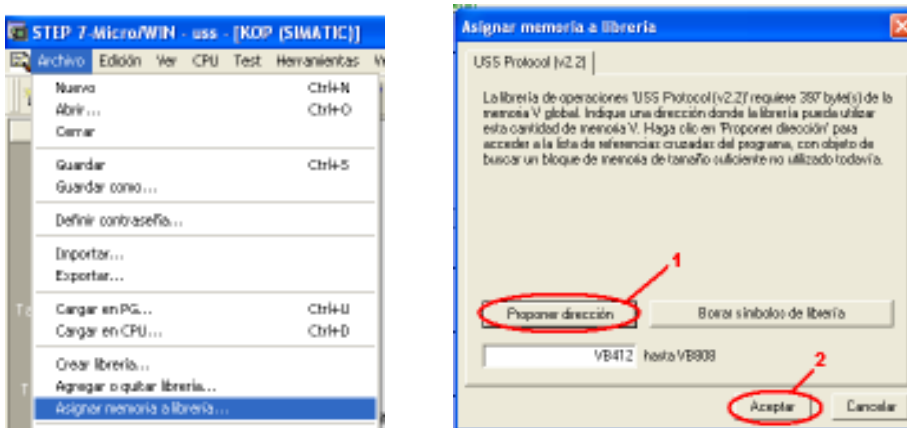 STEP 7-Micro/WIN - uss - [KOP (SIMATIC)]
Archivo Edición Ver CPU Test Herramientas
Nuevo Ctrl+N
Abrir... Ctrl+O
Cerrar
Guardar Ctrl+S
Guardar como...
Definir contraseña...
Importar...
Exportar...
Cargar en PG... Ctrl+U
Cargar en CPU... Ctrl+D
Crear librería...
Agregar o quitar librería...
Asignar memoria a librería...
Asignar memoria a librería
USS Protocol (v2.2)
La librería de operaciones 'USS Protocol (v2.2)' requiere 397 byte(s) de la
memoria V global. Indique una dirección donde la librería pueda utilizar
esta cantidad de memoria V. Haga clic en 'Proponer dirección' para
acceder a la lista de referencias cruzadas del programa, con objeto de
buscar un bloque de memoria de tamaño suficiente no utilizado todavía.
1
Proponer dirección Borrar símbolos de librería
VB412 hasta VB808
2
Aceptar Cancelar